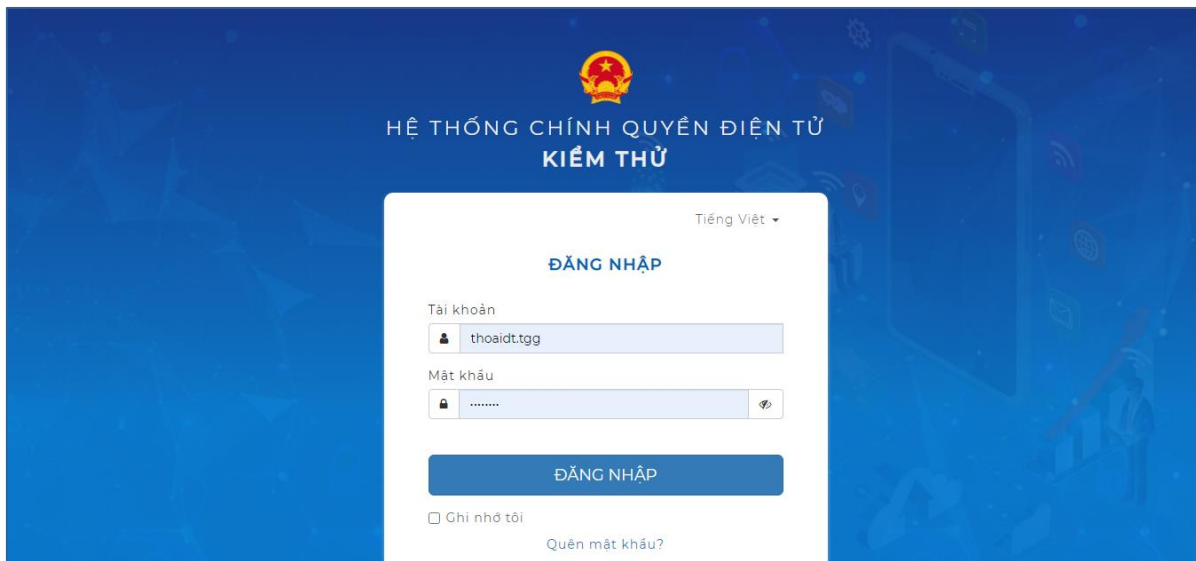 HỆ THỐNG CHÍNH QUYỀN ĐIỆN TỬ
KIỂM THỬ
Tiếng Việt
ĐĂNG NHẬP
Tài khoản
thoaidt.tgg
Mật khẩu
........
ĐĂNG NHẬP
Ghi nhớ tôi
Quên mật khẩu?